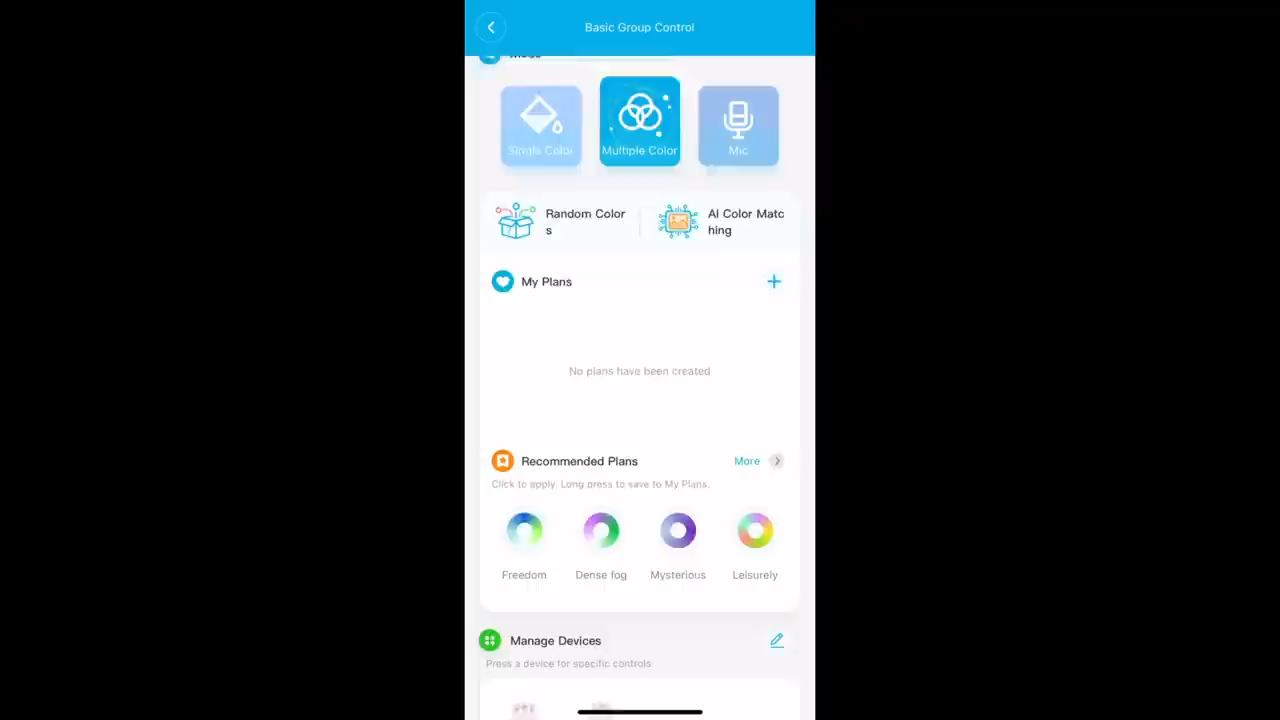 Basic Group Control
Mode
Single Color
Multiple Color
Mic
Random Color
s
AI Color Matc
hing
My Plans
No plans have been created
Recommended Plans
More
Click to apply. Long press to save to My Plans.
Freedom
Dense fog
Mysterious
Leisurely
Manage Devices
Press a device for specific controls